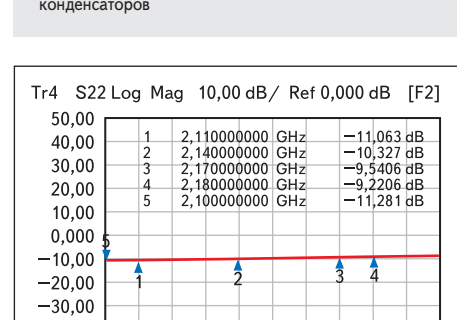 конденсаторов
Tr4 S22 Log Mag 10,00 dB/ Ref 0,000 dB [F2]
50,00
40,00
30,00
20,00
10,00
0,000
−10,00
−20,00
−30,00
1 2,110000000 GHz −11,063 dB
2 2,140000000 GHz −10,327 dB
3 2,170000000 GHz −9,5406 dB
4 2,180000000 GHz −9,2206 dB
5 2,100000000 GHz −11,281 dB
5
1
2
3
4